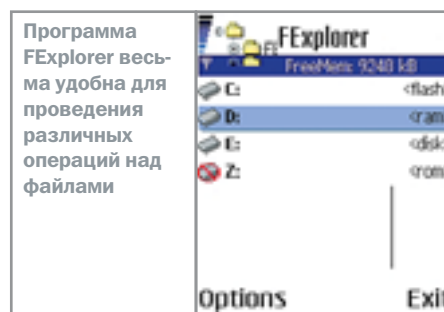 Программа
FExplorer весь-
ма удобна для
проведения
различных
операций над
файлами
FExplorer
FreeMem: 9248 kB
C: <flash
D: <ram
E: <disk
Z: <rom
Options Exit